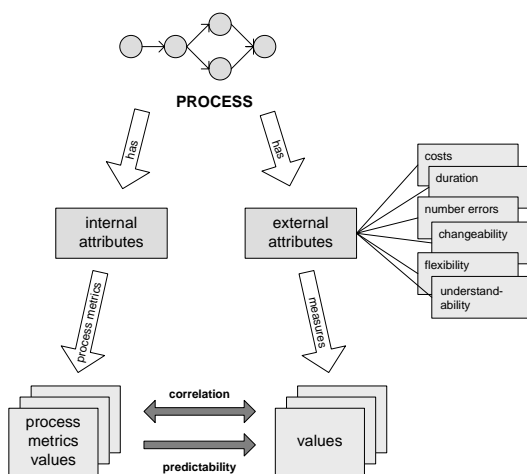 PROCESS
has
has
costs
duration
number errors
changeability
flexibility
understand-
ability
internal
attributes
external
attributes
process metrics
measures
process
metrics
values
correlation
predictability
values